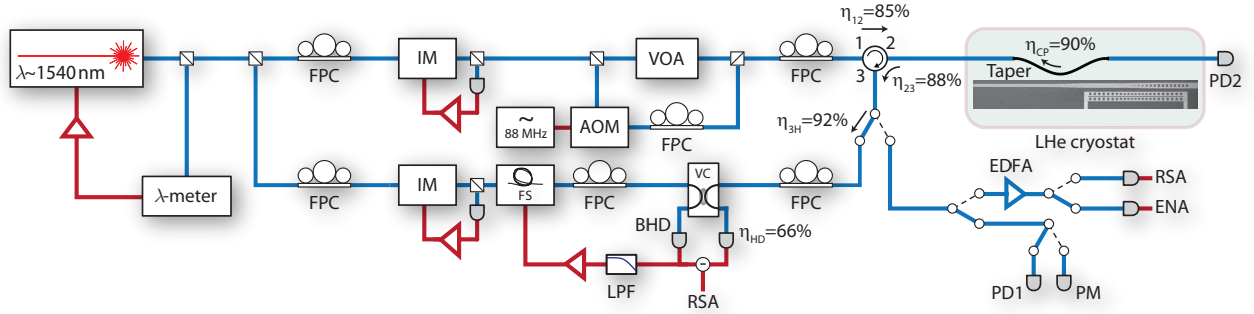 λ~1540 nm
λ-meter
FPC
IM
~
88 MHz
AOM
FPC
VOA
FPC
η12=85%
1 2
3
η23=88%
η3H=92%
ηCP=90%
Taper
LHe cryostat
PD2
FPC
IM
FS
FPC
VC
FPC
BHD
ηHD=66%
LPF
−
RSA
EDFA
RSA
ENA
PD1
PM